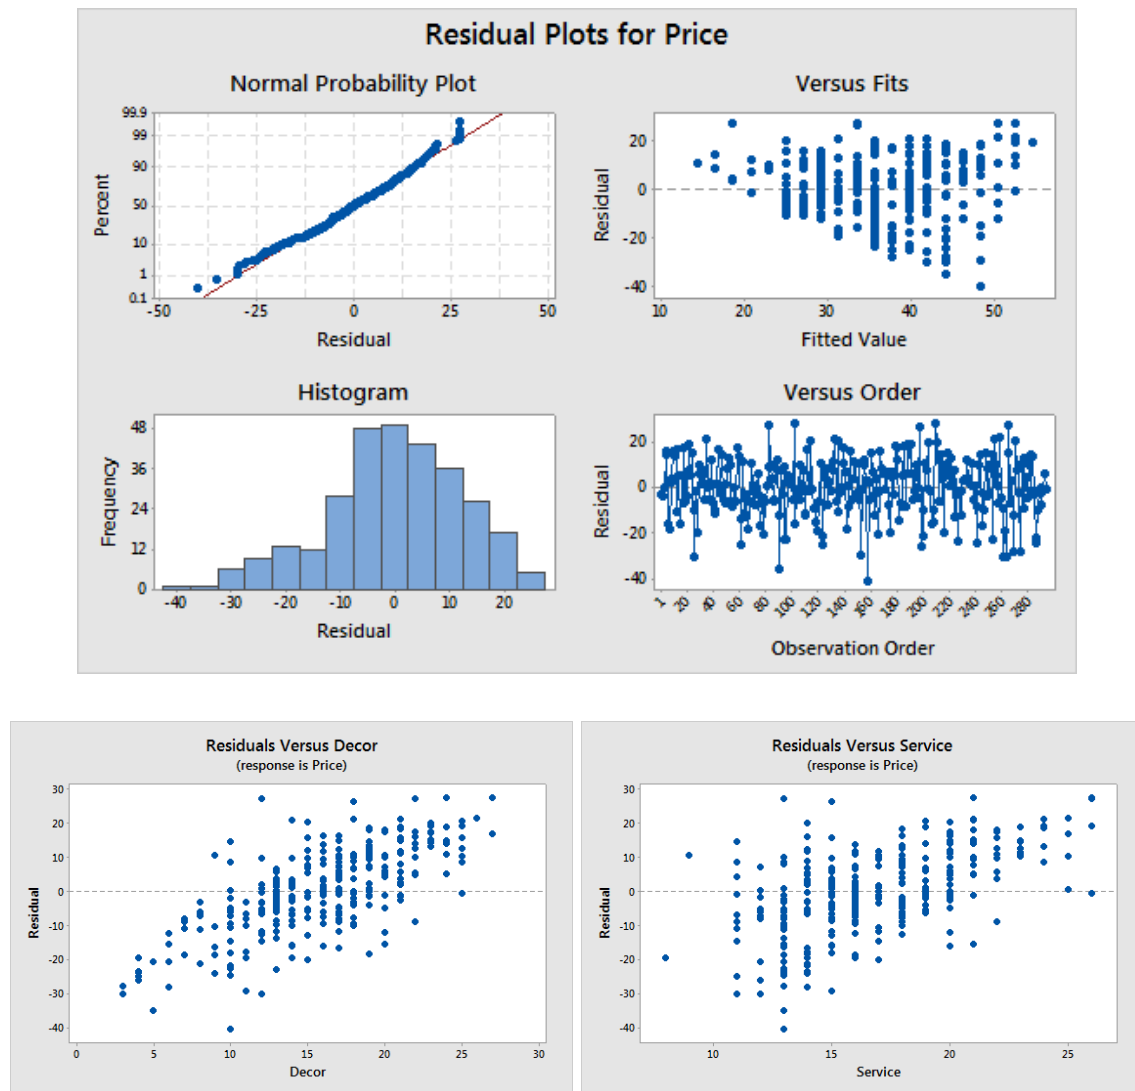 Residual Plots for Price
Normal Probability Plot
99.9
99
90
50
10
1
0.1
Percent
-50 -25 0 25 50
Residual
Versus Fits
20
0
-20
-40
Residual
10 20 30 40 50
Fitted Value
Histogram
48
36
24
12
0
Frequency
-40 -30 -20 -10 0 10 20
Residual
Versus Order
20
0
-20
-40
Residual
1 20 40 60 80 100 120 140 160 180 200 220 240 260 280
Observation Order
Residuals Versus Decor
(response is Price)
30
20
10
0
-10
-20
-30
-40
Residual
0 5 10 15 20 25 30
Decor
Residuals Versus Service
(response is Price)
30
20
10
0
-10
-20
-30
-40
Residual
10 15 20 25
Service